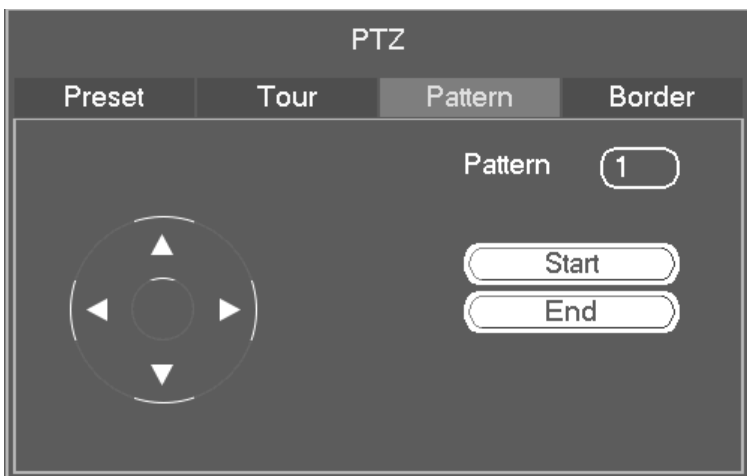 PTZ
Preset Tour Pattern Border
Pattern 1
Start
End